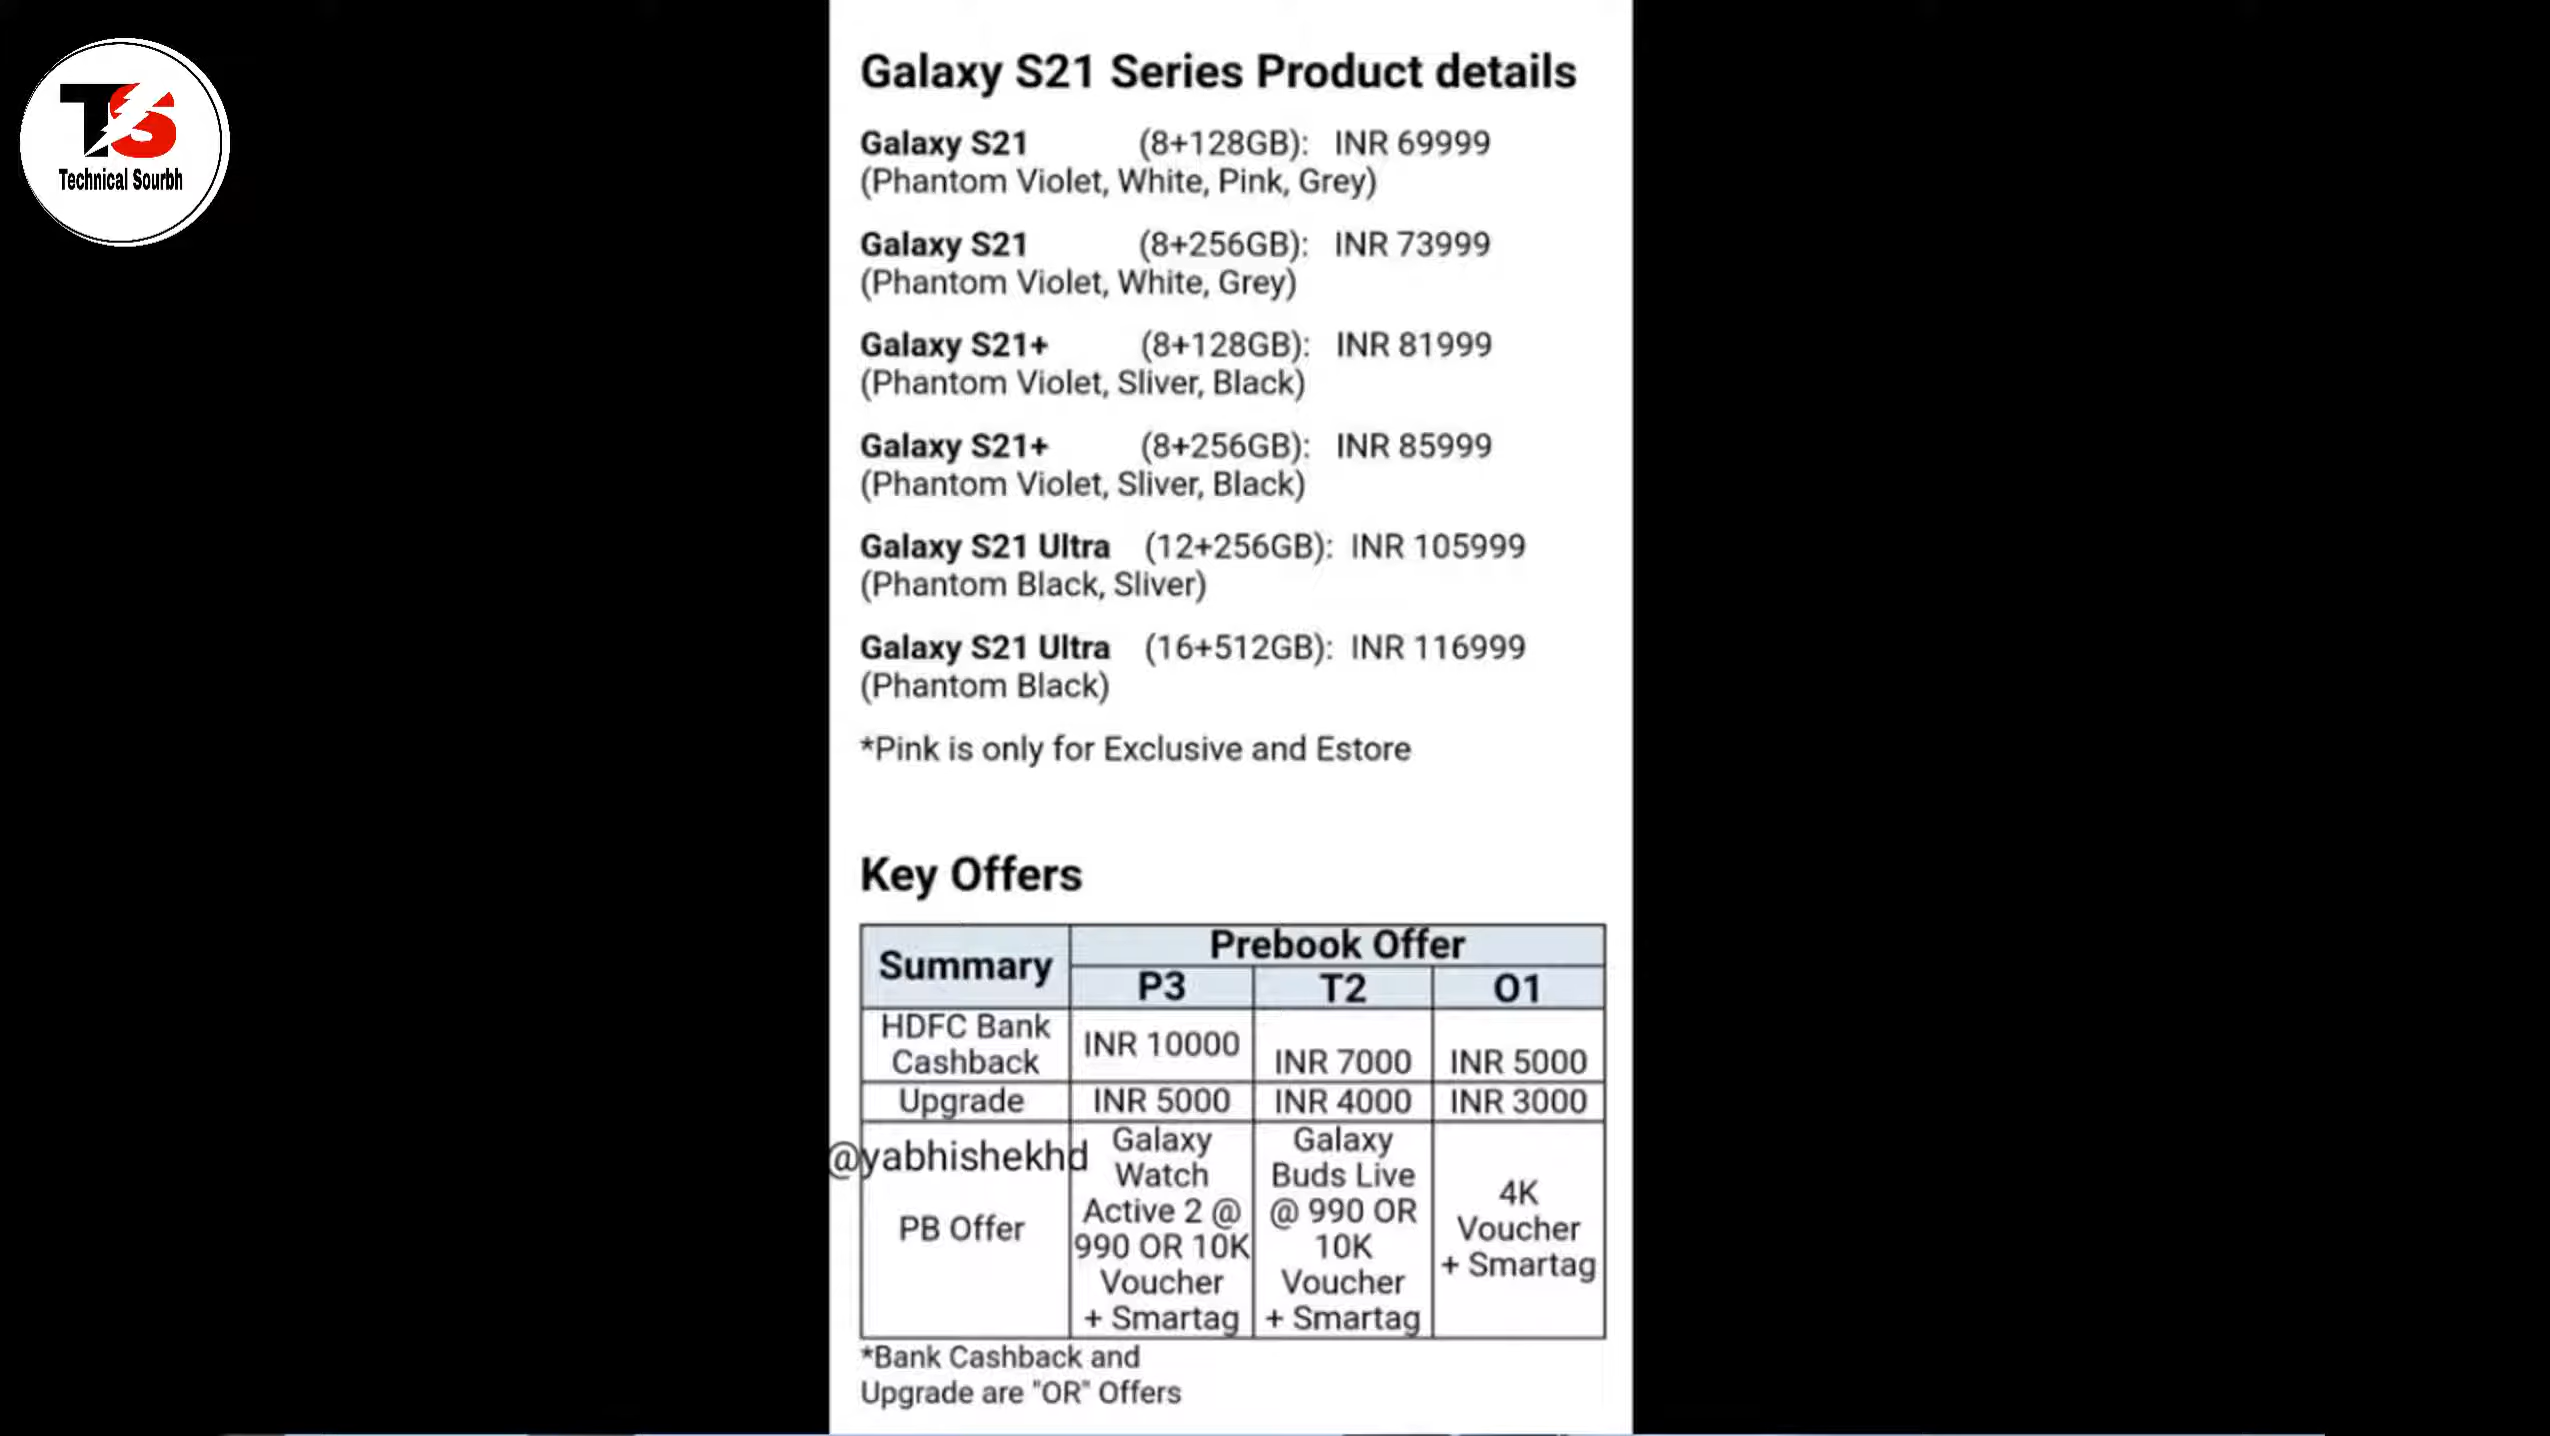 TS
Technical Sourbh
Galaxy S21 Series Product details
Galaxy S21 (8+128GB): INR 69999
(Phantom Violet, White, Pink, Grey)
Galaxy S21 (8+256GB): INR 73999
(Phantom Violet, White, Grey)
Galaxy S21+ (8+128GB): INR 81999
(Phantom Violet, Sliver, Black)
Galaxy S21+ (8+256GB): INR 85999
(Phantom Violet, Sliver, Black)
Galaxy S21 Ultra (12+256GB): INR 105999
(Phantom Black, Sliver)
Galaxy S21 Ultra (16+512GB): INR 116999
(Phantom Black)
*Pink is only for Exclusive and Estore
Key Offers
Summary Prebook Offer
P3 T2 O1
HDFC Bank Cashback INR 10000 INR 7000 INR 5000
Upgrade INR 5000 INR 4000 INR 3000
@yabhishekhd
PB Offer
Galaxy
Watch
Active 2 @
990 OR 10K
Voucher
+ Smartag
Galaxy
Buds Live
@ 990 OR
10K
Voucher
+ Smartag
4K
Voucher
+ Smartag
*Bank Cashback and
Upgrade are "OR" Offers